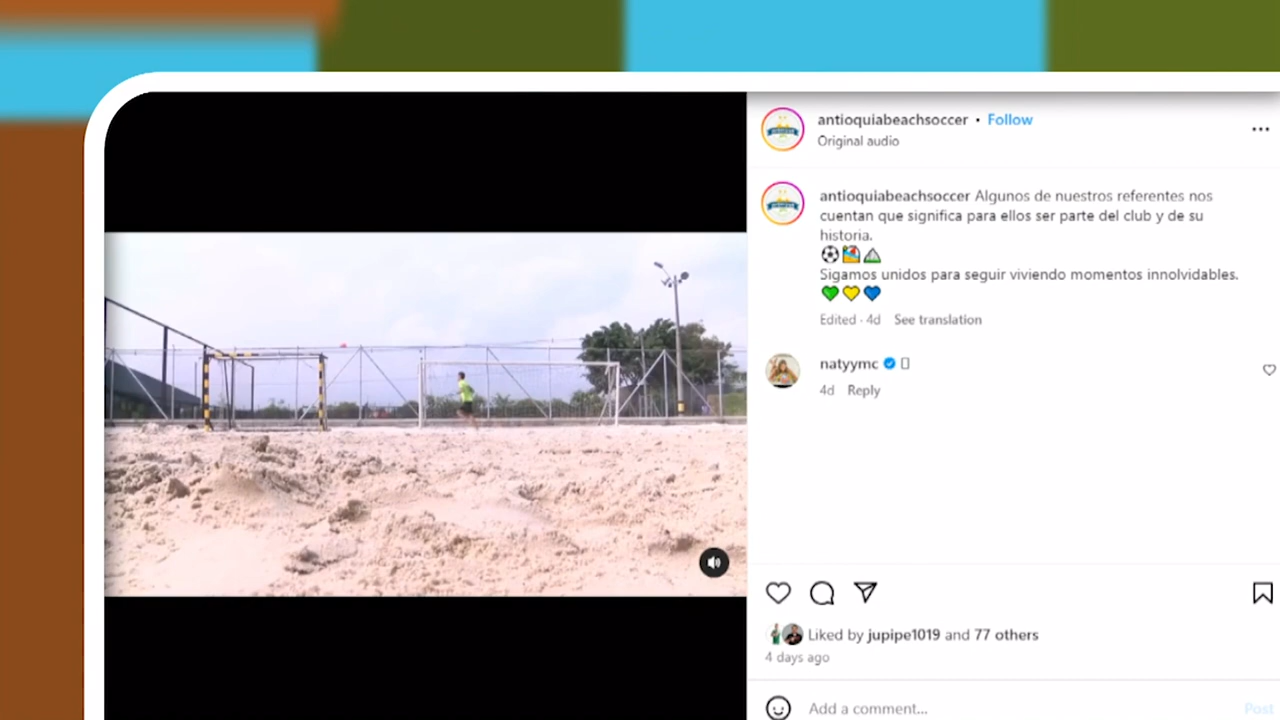 antioquiabeachsoccer • Follow
Original audio
antioquiabeachsoccer Algunos de nuestros referentes nos
cuentan que significa para ellos ser parte del club y de su
historia.
⚽🏖️⛰️
Sigamos unidos para seguir viviendo momentos innolvidables.
💚💛💙
Edited · 4d See translation
natyymc
4d Reply
Liked by jupipe1019 and 77 others
4 days ago
Add a comment...
Post